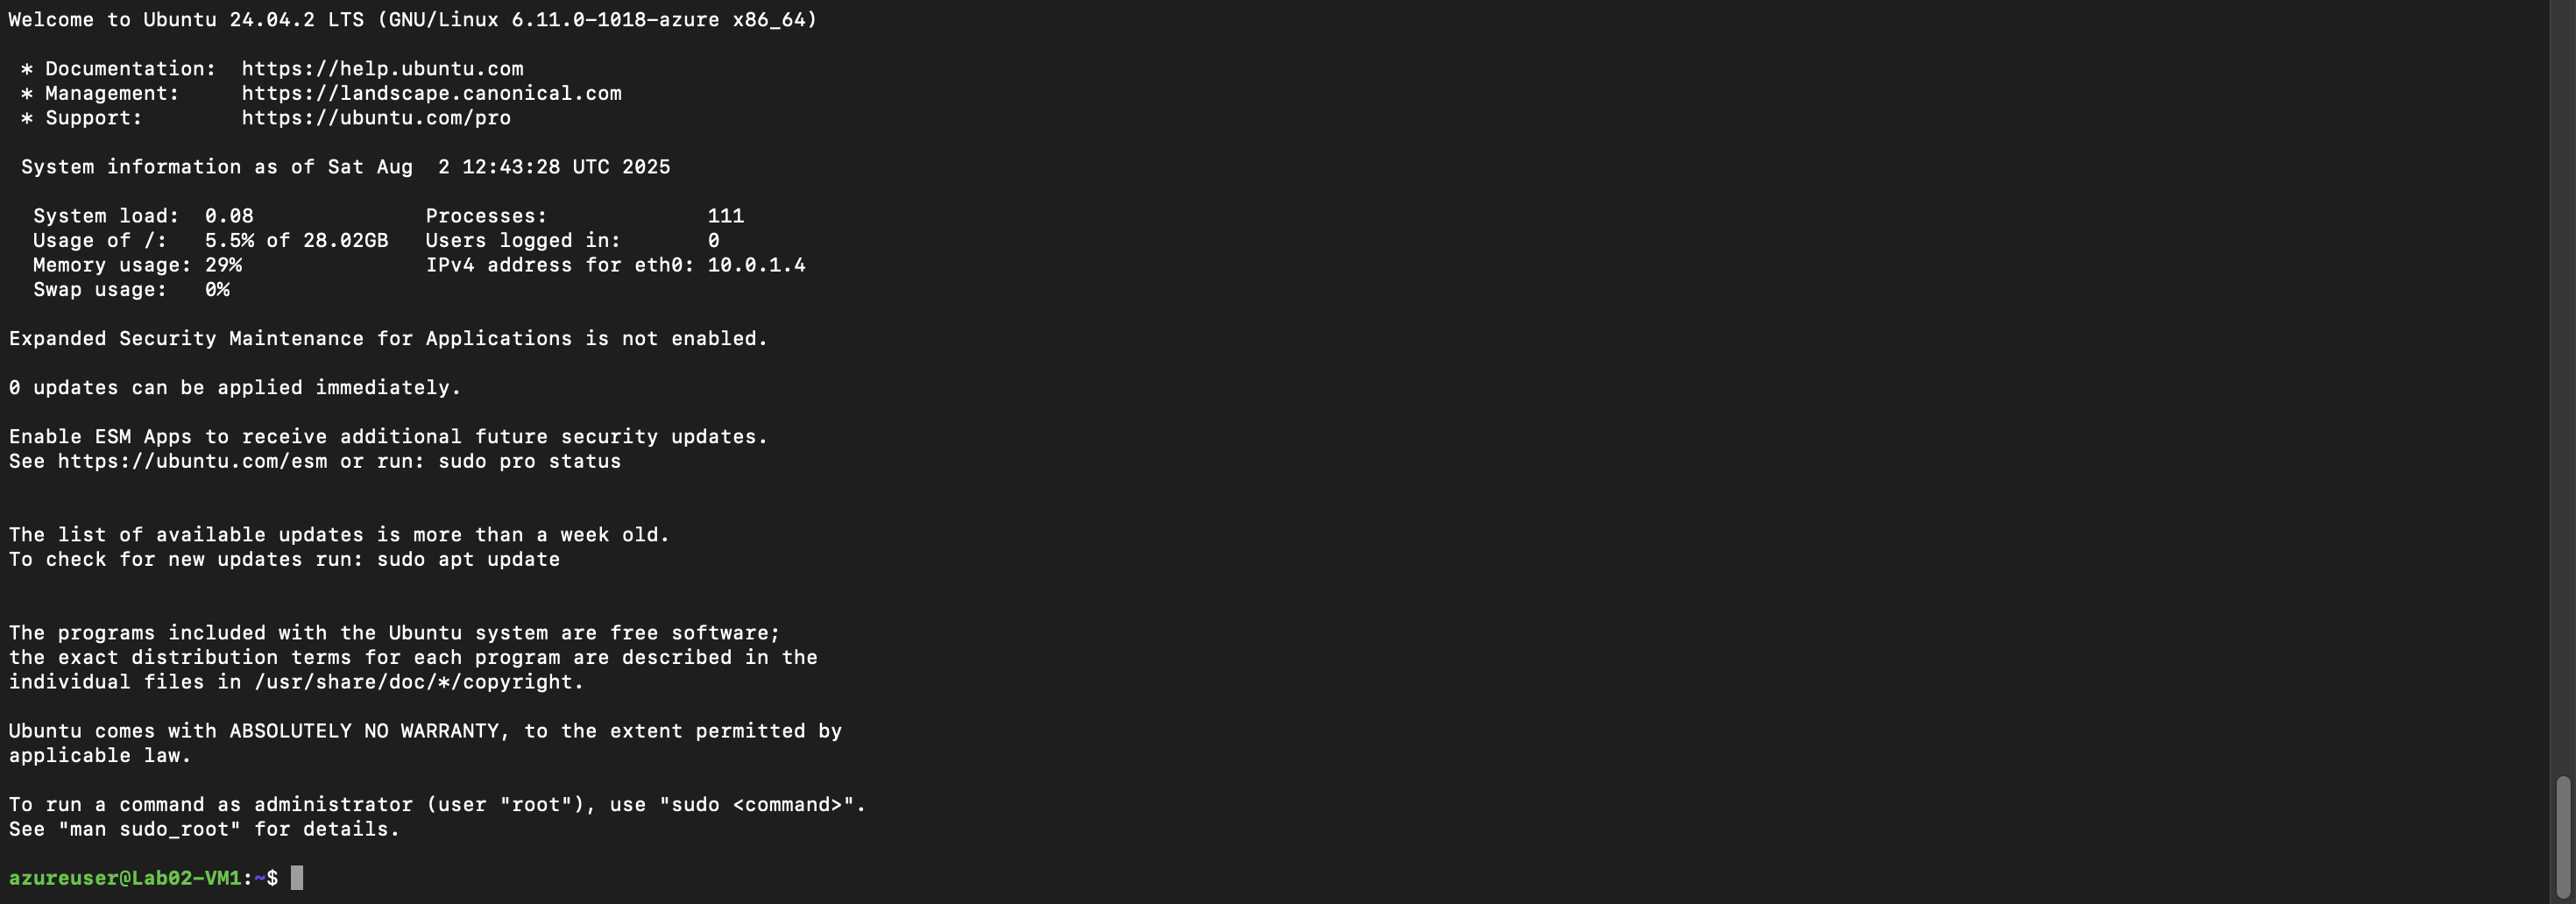 Welcome to Ubuntu 24.04.2 LTS (GNU/Linux 6.11.0-1018-azure x86_64)
* Documentation:  https://help.ubuntu.com
* Management:     https://landscape.canonical.com
* Support:        https://ubuntu.com/pro
System information as of Sat Aug  2 12:43:28 UTC 2025
System load:  0.08              Processes:             111
Usage of /:   5.5% of 28.02GB   Users logged in:       0
Memory usage: 29%               IPv4 address for eth0: 10.0.1.4
Swap usage:   0%
Expanded Security Maintenance for Applications is not enabled.
0 updates can be applied immediately.
Enable ESM Apps to receive additional future security updates.
See https://ubuntu.com/esm or run: sudo pro status
The list of available updates is more than a week old.
To check for new updates run: sudo apt update
The programs included with the Ubuntu system are free software;
the exact distribution terms for each program are described in the
individual files in /usr/share/doc/*/copyright.
Ubuntu comes with ABSOLUTELY NO WARRANTY, to the extent permitted by
applicable law.
To run a command as administrator (user "root"), use "sudo <command>".
See "man sudo_root" for details.
azureuser@Lab02-VM1:~$